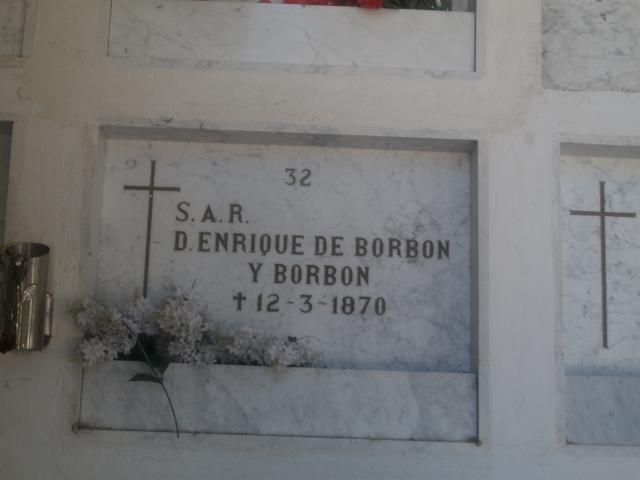 32
S. A. R.
D. ENRIQUE DE BORBON
Y BORBON
✝ 12-3-1870